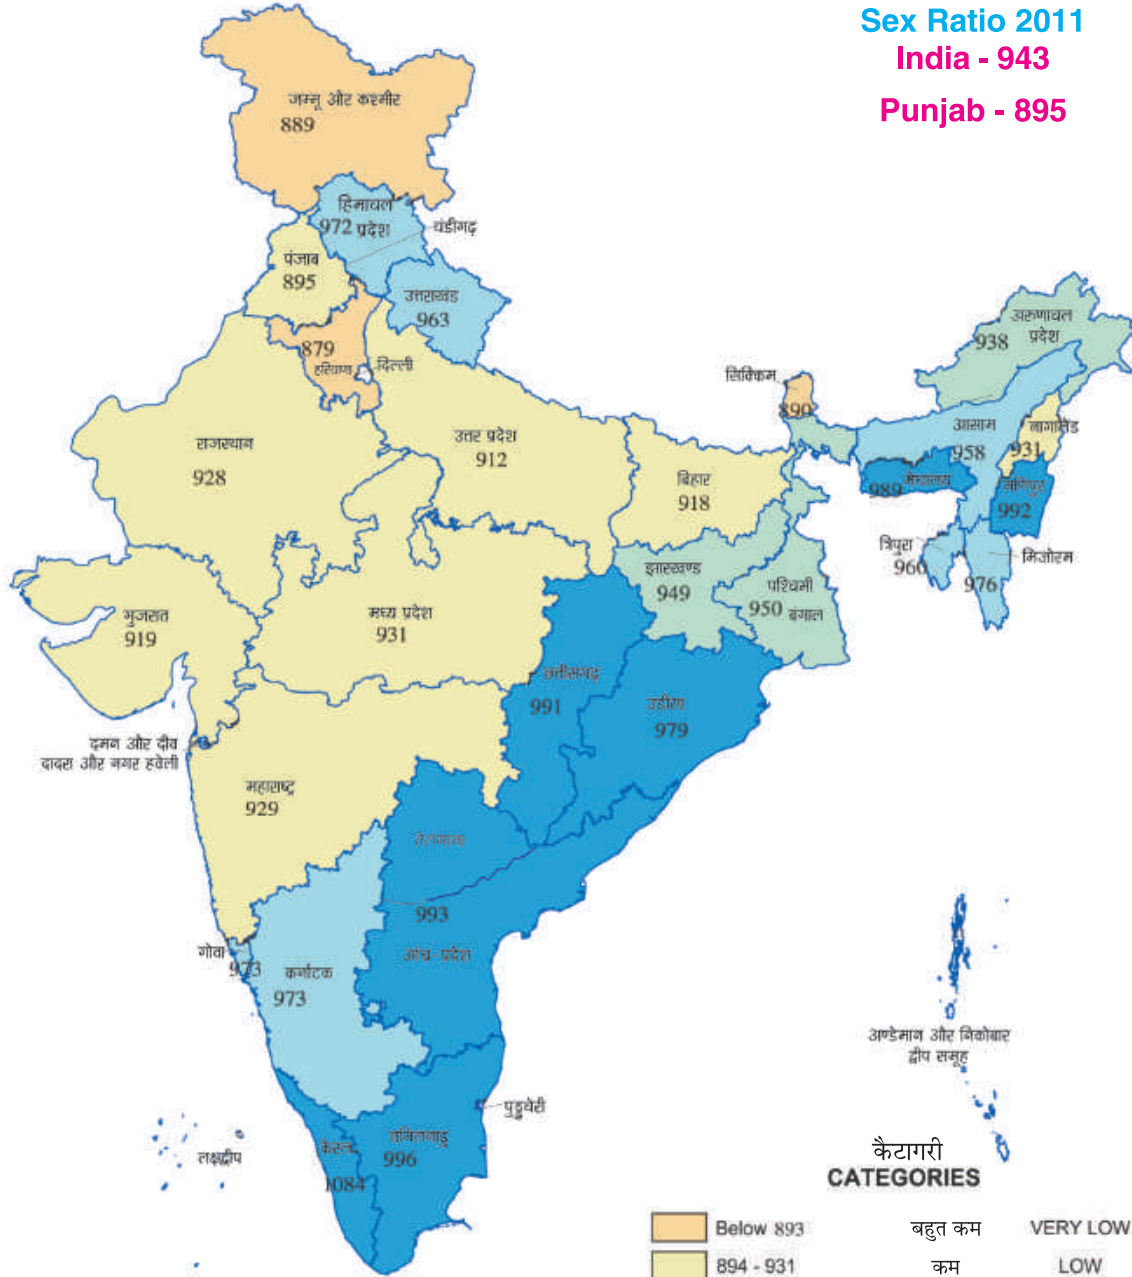 Sex Ratio 2011
India - 943
Punjab - 895
जम्मू और कश्मीर
889
हिमाचल
972 प्रदेश
चंडीगढ़
पंजाब
895
उत्तराखंड
963
879
हरियाणा
दिल्ली
अरुणाचल
प्रदेश
938
सिक्किम
890
राजस्थान
928
उत्तर प्रदेश
912
बिहार
918
आसाम
958
नागालैंड
931
989 मेघालय
मणिपुर
992
त्रिपुरा
966
मिजोरम
976
झारखण्ड
949
पश्चिमी
950 बंगाल
गुजरात
919
मध्य प्रदेश
931
छत्तीसगढ़
991
उड़ीसा
979
दमन और दीव
दादरा और नगर हवेली
महाराष्ट्र
929
तेलंगाना
993
आंध्र-प्रदेश
गोवा
973
कर्नाटक
973
अण्डेमान और निकोबार
द्वीप समूह
पुडुचेरी
लक्षद्वीप
केरल
1084
तमिलनाडु
996
कैटागरी
CATEGORIES
Below 893 बहुत कम VERY LOW
894 - 931 कम LOW